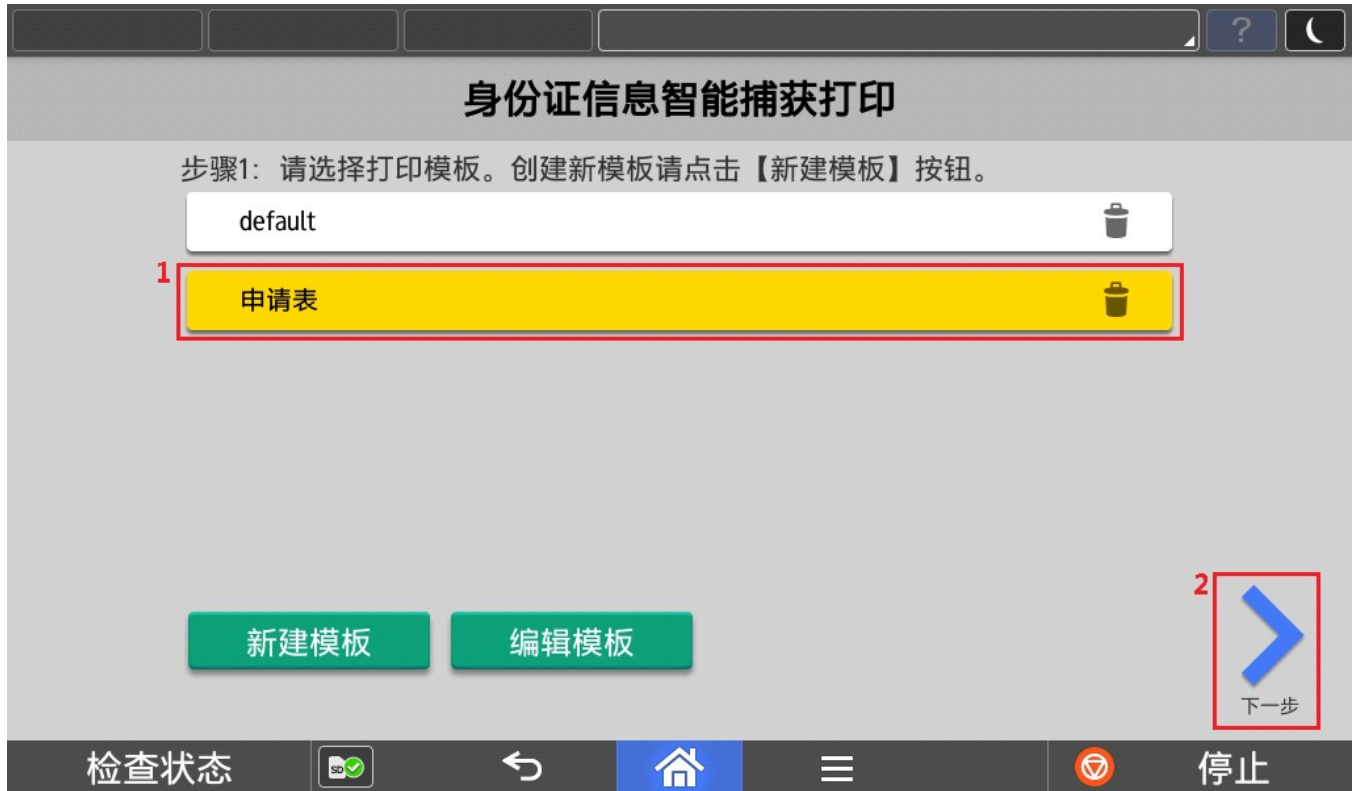 ?
身份证信息智能捕获打印
步骤1：请选择打印模板。创建新模板请点击【新建模板】按钮。
default
1
申请表
2
新建模板 编辑模板
下一步
检查状态 SD 停止